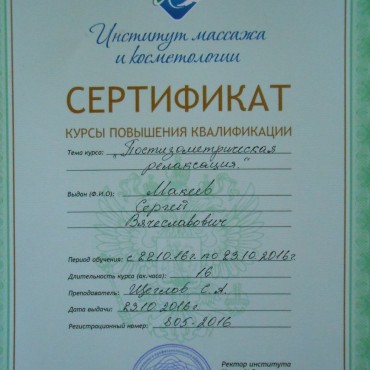 Институт массажа
и косметологии
СЕРТИФИКАТ
КУРСЫ ПОВЫШЕНИЯ КВАЛИФИКАЦИИ
Тема курса: „Постизометрическая
релаксация."
Выдан (Ф.И.О): Макеев
Сергей
Вячеславович
Период обучения: с 22.10.16г. по 23.10.2016г.
Длительность курса (ак.часа): 16
Преподаватель: Щеглов С.А.
Дата выдачи: 23.10.2016г.
Регистрационный номер: 805-2016
Ректор института